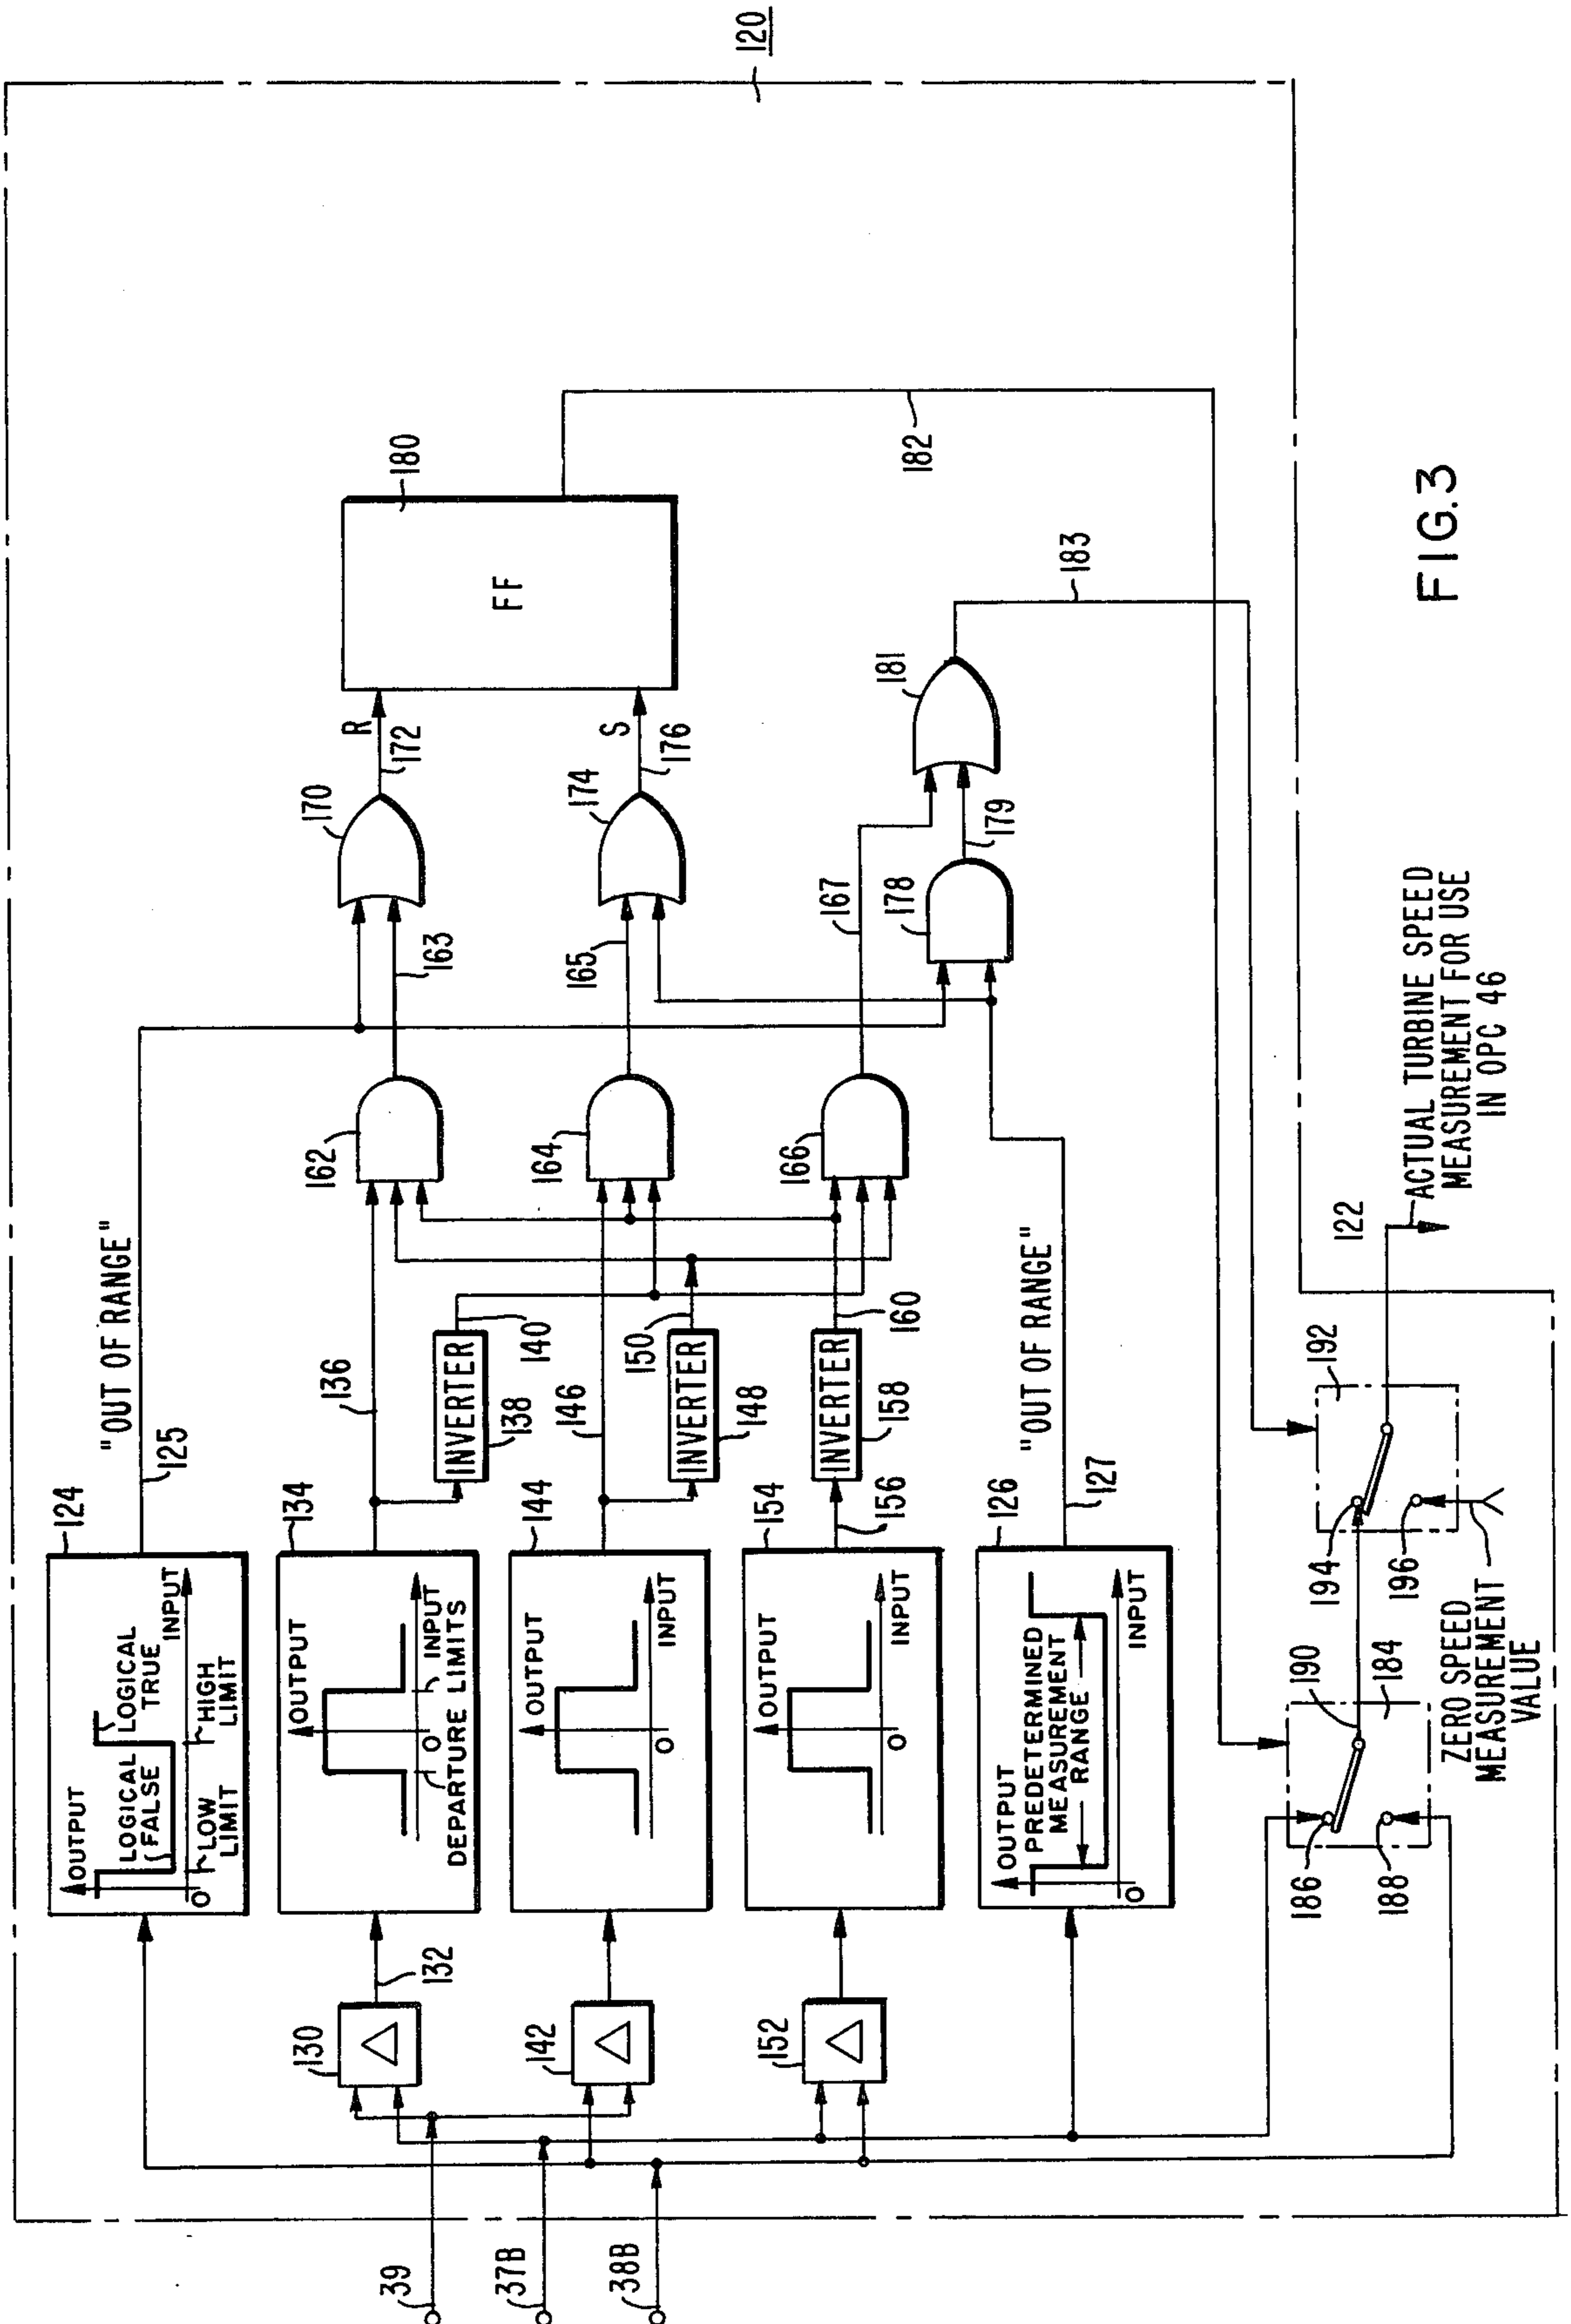 120
124
OUTPUT
LOGICAL
FALSE
LOGICAL
TRUE
INPUT
O
LOW
LIMIT
HIGH
LIMIT
"OUT OF RANGE"
125
130
132
134
OUTPUT
O
INPUT
DEPARTURE LIMITS
136
INVERTER
138
140
162
163
170
R
172
180
FF
142
144
OUTPUT
O
INPUT
146
INVERTER
148
150
164
165
174
S
176
182
152
154
OUTPUT
O
INPUT
156
INVERTER
158
160
166
167
178
179
181
183
126
OUTPUT
PREDETERMINED
MEASUREMENT
RANGE
O
INPUT
"OUT OF RANGE"
127
39
37B
38B
186
188
190
184
192
194
196
ZERO SPEED
MEASUREMENT
VALUE
122
ACTUAL TURBINE SPEED
MEASUREMENT FOR USE
IN OPC 46
FIG.3